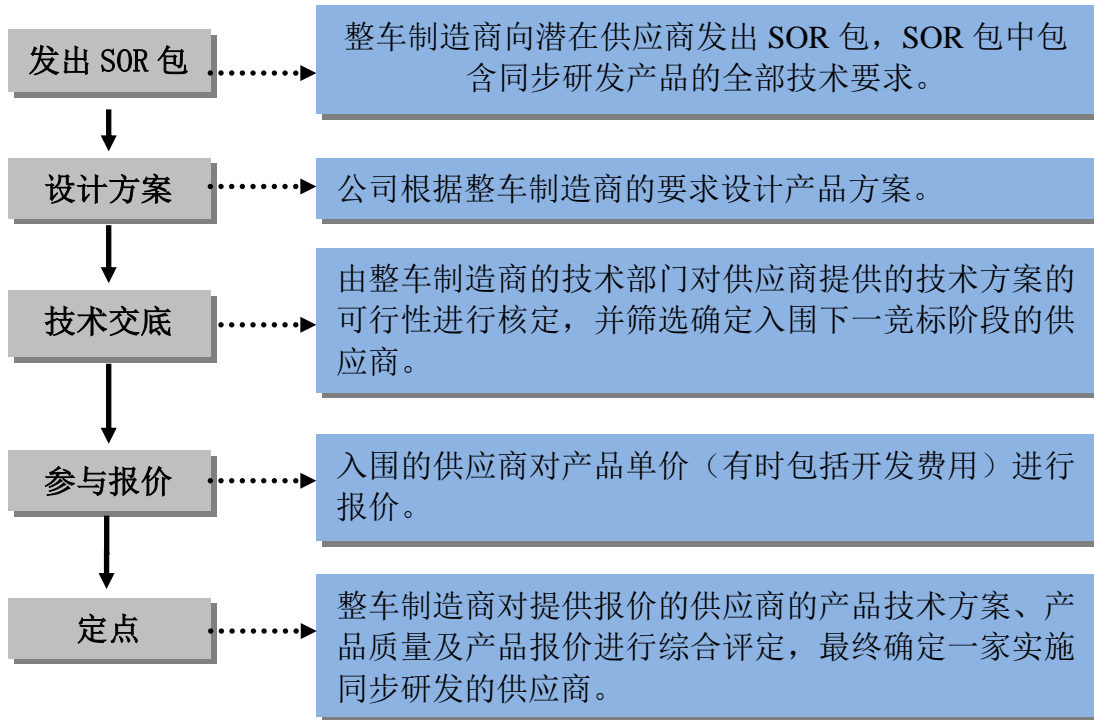 发出 SOR 包
整车制造商向潜在供应商发出 SOR 包，SOR 包中包
含同步研发产品的全部技术要求。
设计方案
公司根据整车制造商的要求设计产品方案。
技术交底
由整车制造商的技术部门对供应商提供的技术方案的
可行性进行核定，并筛选确定入围下一竞标阶段的供
应商。
参与报价
入围的供应商对产品单价（有时包括开发费用）进行
报价。
定点
整车制造商对提供报价的供应商的产品技术方案、产
品质量及产品报价进行综合评定，最终确定一家实施
同步研发的供应商。